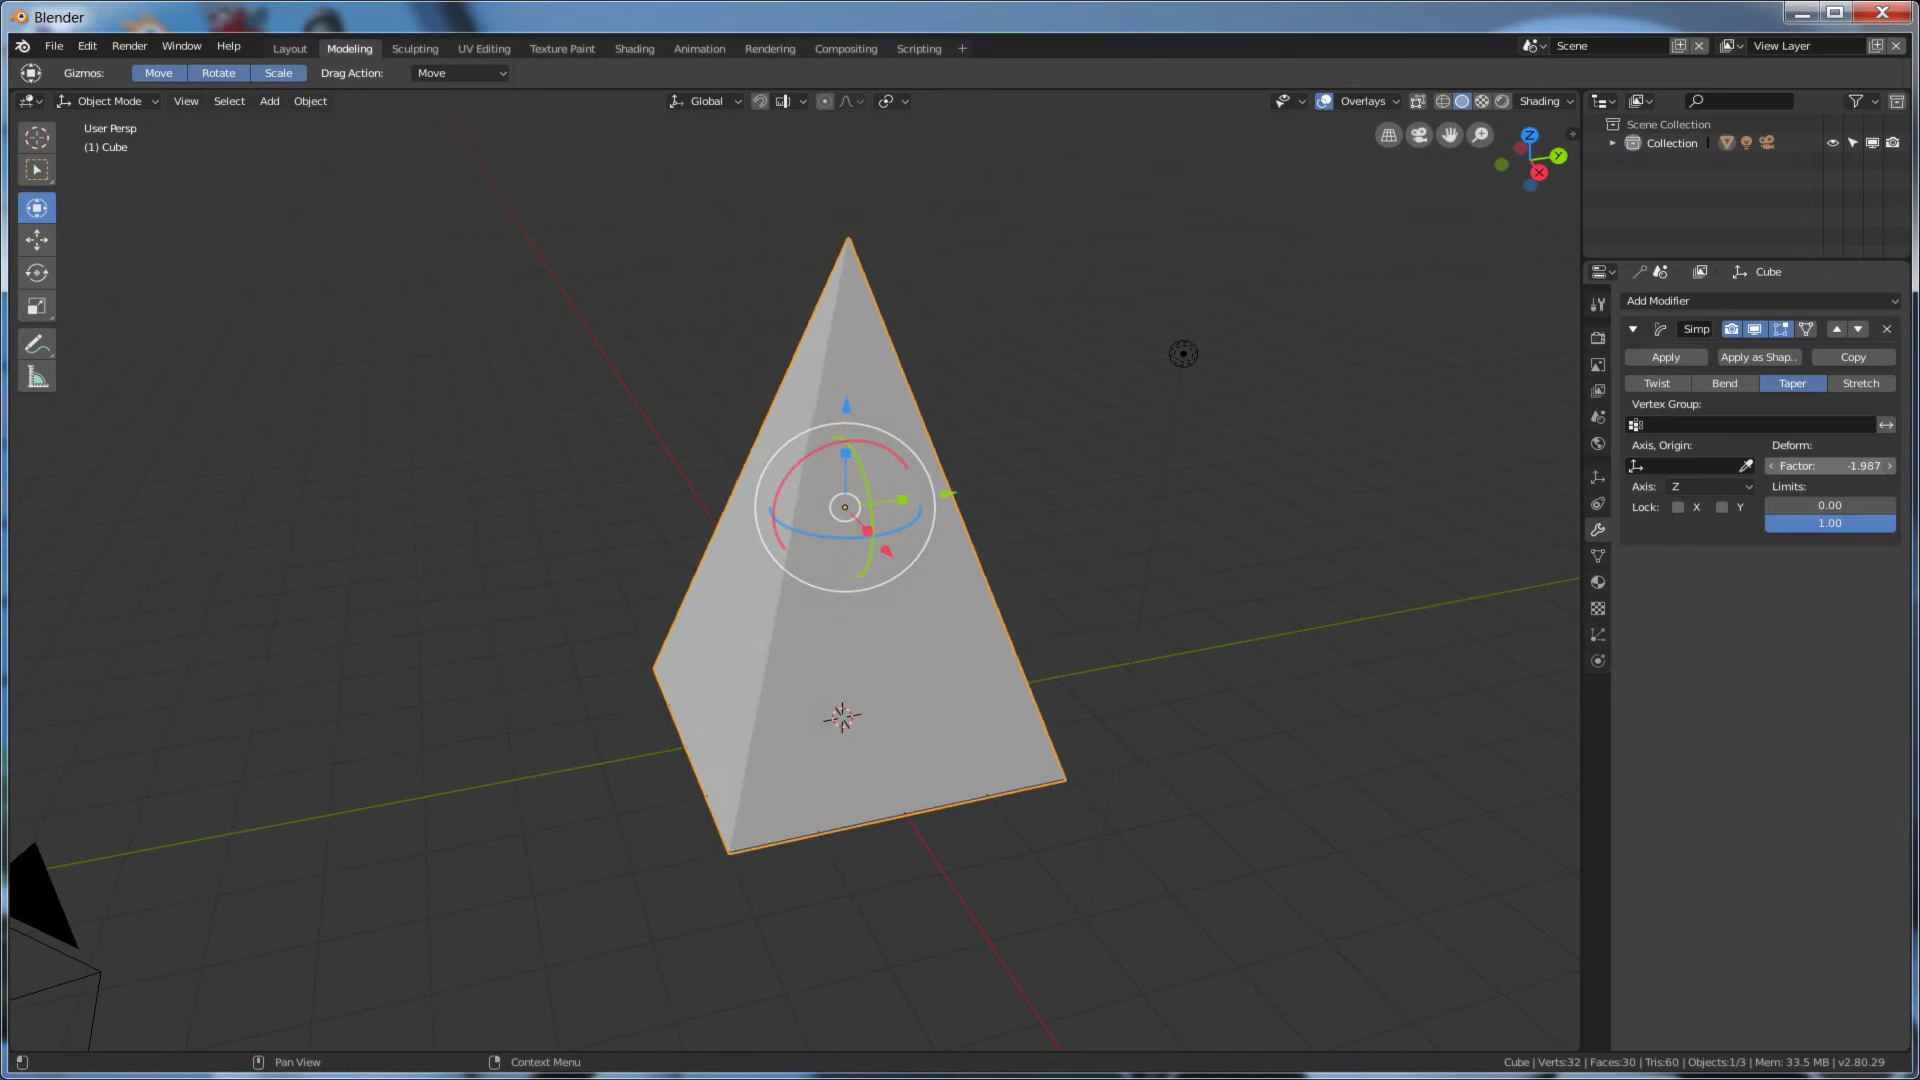 Blender
File Edit Render Window Help Layout Modeling Sculpting UV Editing Texture Paint Shading Animation Rendering Compositing Scripting + Scene View Layer
Gizmos: Move Rotate Scale Drag Action: Move
Object Mode View Select Add Object Global Overlays Shading
User Persp
(1) Cube
Z
Y
X
Scene Collection
Collection
Cube
Add Modifier
Simp
Apply Apply as Shap.. Copy
Twist Bend Taper Stretch
Vertex Group:
Axis, Origin: Deform:
Factor: -1.987
Axis: Z Limits:
Lock: X Y 0.00
1.00
Pan View Context Menu Cube | Verts:32 | Faces:30 | Tris:60 | Objects:1/3 | Mem: 33.5 MB | v2.80.29